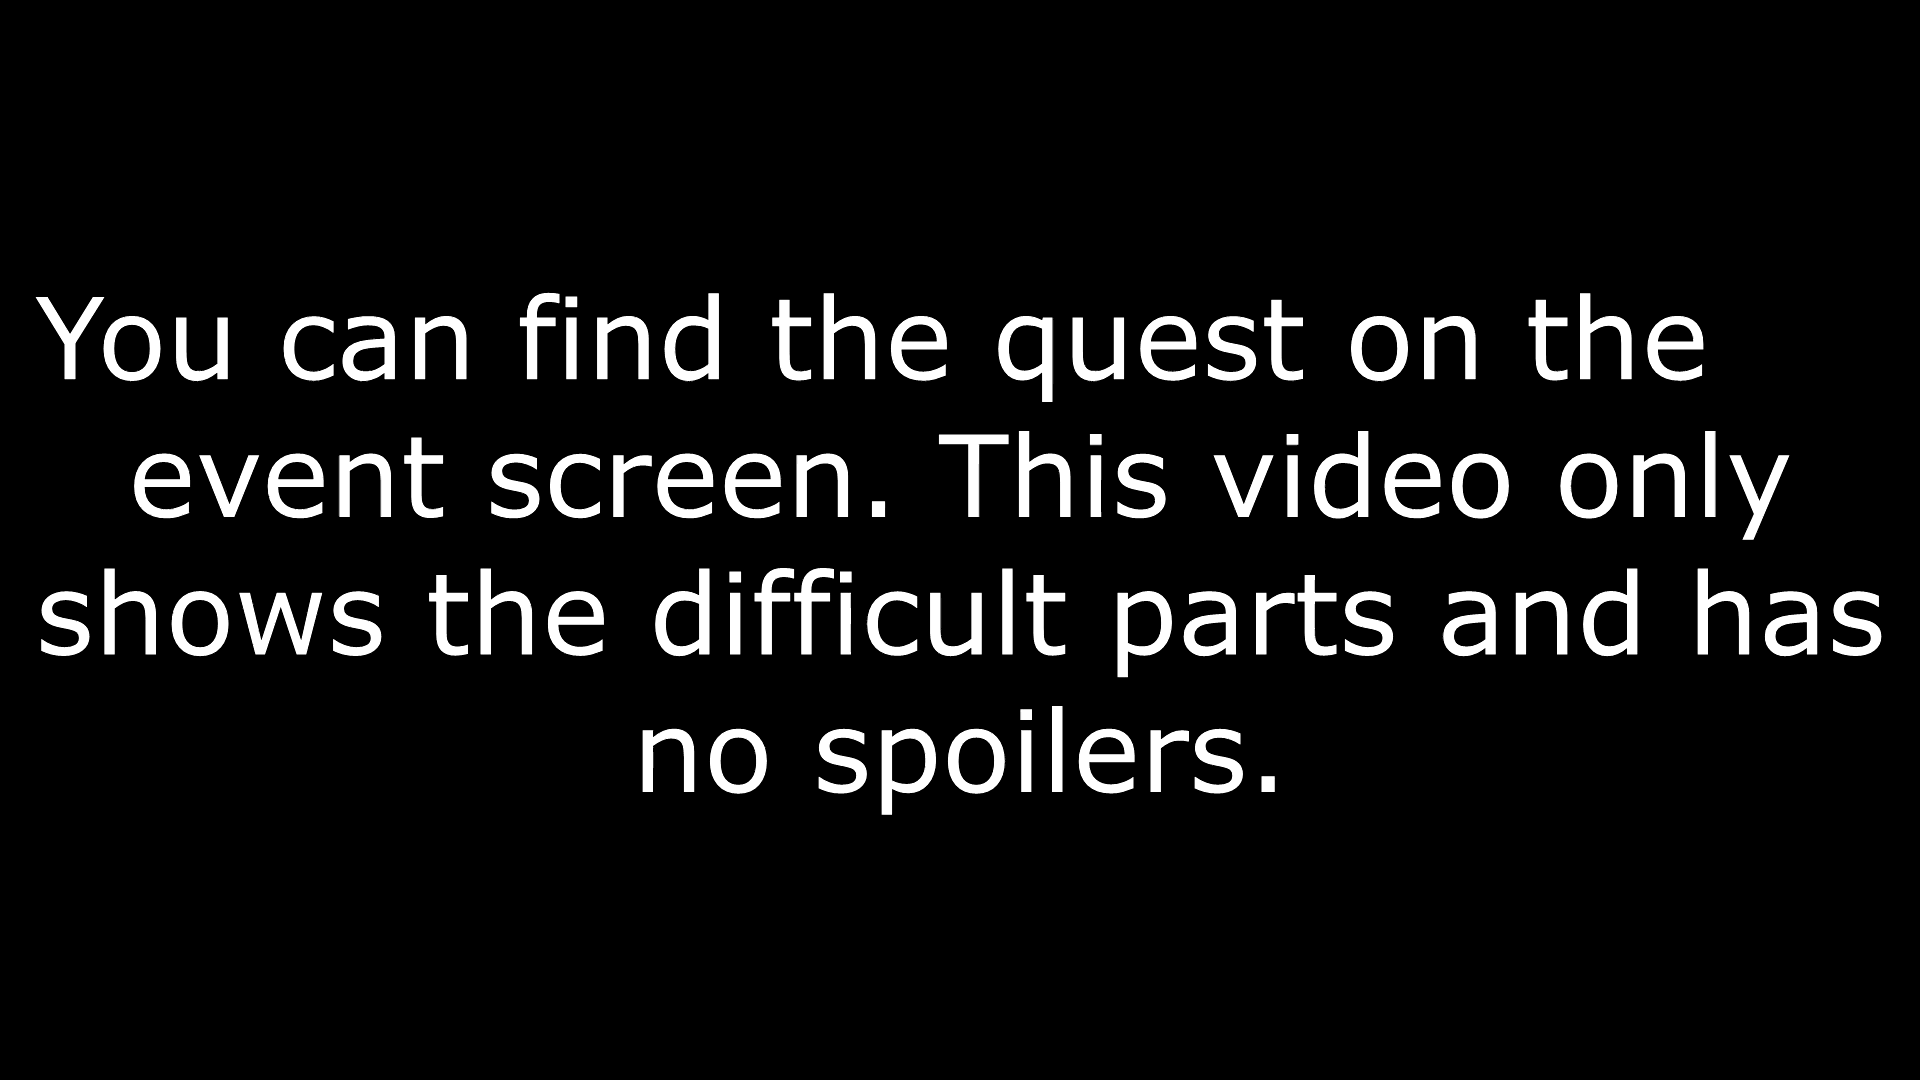 You can find the quest on the
event screen. This video only
shows the difficult parts and has
no spoilers.